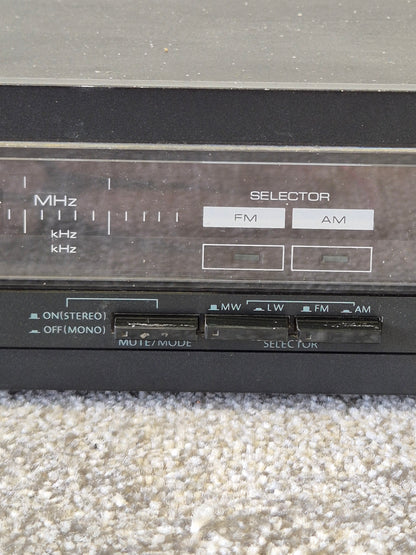 SELECTOR
MHz FM AM
kHz
kHz
MW LW FM AM
ON(STEREO)
OFF(MONO)
MUTE/MODE SELECTOR